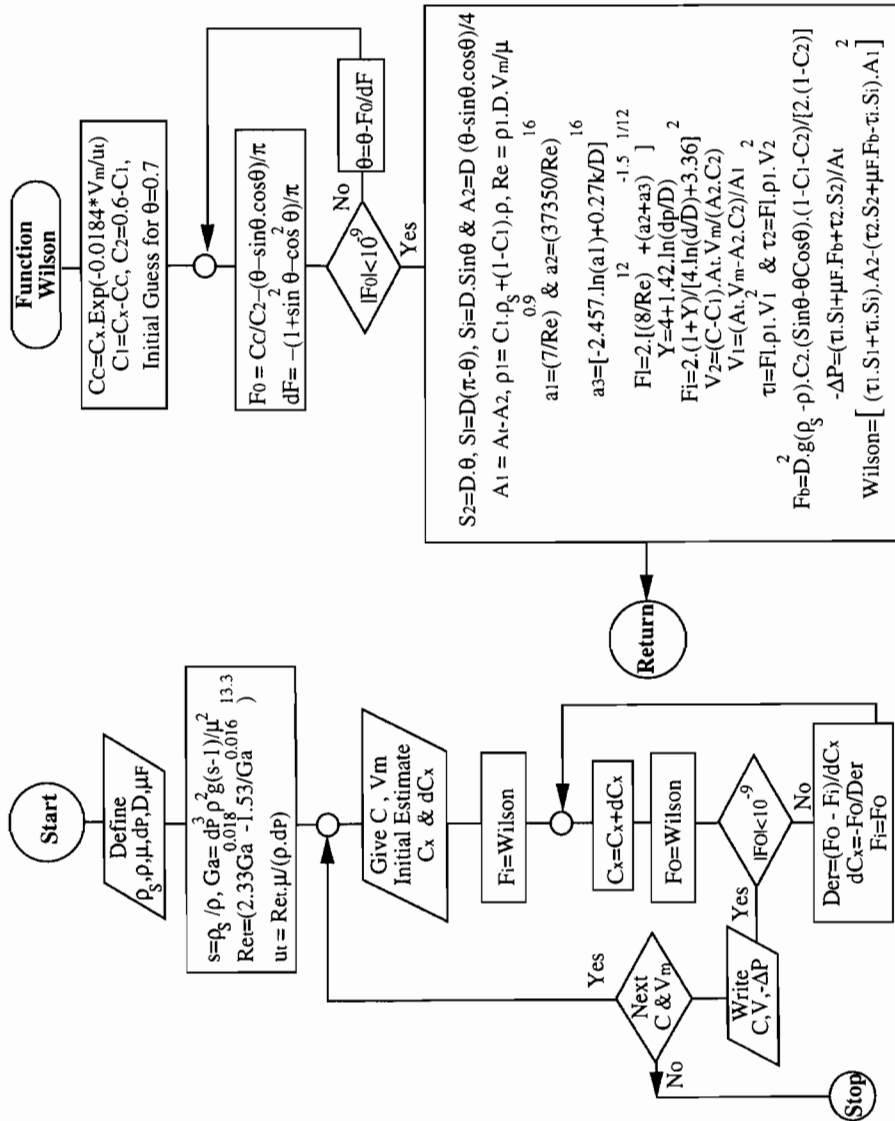 Start
Define
ρs,ρ,μ,dP,D,μF
s=ρs/ρ, Ga=dP³ρ²g(s-1)/μ²
Ret=(2.33Ga^0.018 -1.53/Ga^0.016)^13.3
ut = Ret.μ/(ρ.dP)
Give C , Vm
Initial Estimate
Cx & dCx
Fi=Wilson
Cx=Cx+dCx
Fo=Wilson
|FO|<10^-9
Yes
No
Der=(Fo - Fi)/dCx
dCx=-Fo/Der
Fi=Fo
Write
C,V,-ΔP
Next
C &Vm
Yes
No
Stop
Function
Wilson
Cc=Cx.Exp(-0.0184*Vm/ut)
C1=Cx-Cc, C2=0.6-C1,
Initial Guess for θ=0.7
F0 = Cc/C2–(θ–sinθ.cosθ)/π
dF= –(1+sin²θ–cos²θ)/π
|F0|<10^-9
No
θ=θ-F0/dF
Yes
S2=D.θ, S1=D(π-θ), Si=D.Sinθ & A2=D (θ-sinθ.cosθ)/4
A1 = At-A2, ρ1= C1.ρs +(1-C1).ρ, Re = ρ1.D.Vm/μ
a1=(7/Re)^0.9 & a2=(37350/Re)^16
a3=[-2.457.ln(a1)+0.27k/D]^16
F1=2.[(8/Re)^12 +(a2+a3)^-1.5 ]^1/12
Y=4+1.42.ln(dp/D)
Fi=2.(1+Y)/[4.ln(d/D)+3.36]²
V2=(C-C1).At.Vm/(A2.C2)
V1=(At.Vm-A2.C2)/A1
τ1=F1.ρ1.V1² & τ2=F1.ρ1.V2²
Fb=D².g(ρs -ρ).C2.(Sinθ-θCosθ).(1-C1-C2)/[2.(1-C2)]
-ΔP=(τ1.S1+μF.Fb+τ2.S2)/At
Wilson=[ (τ1.S1+τi.Si).A2-(τ2.S2+μF.Fb-τi.Si).A1 ]²
Return